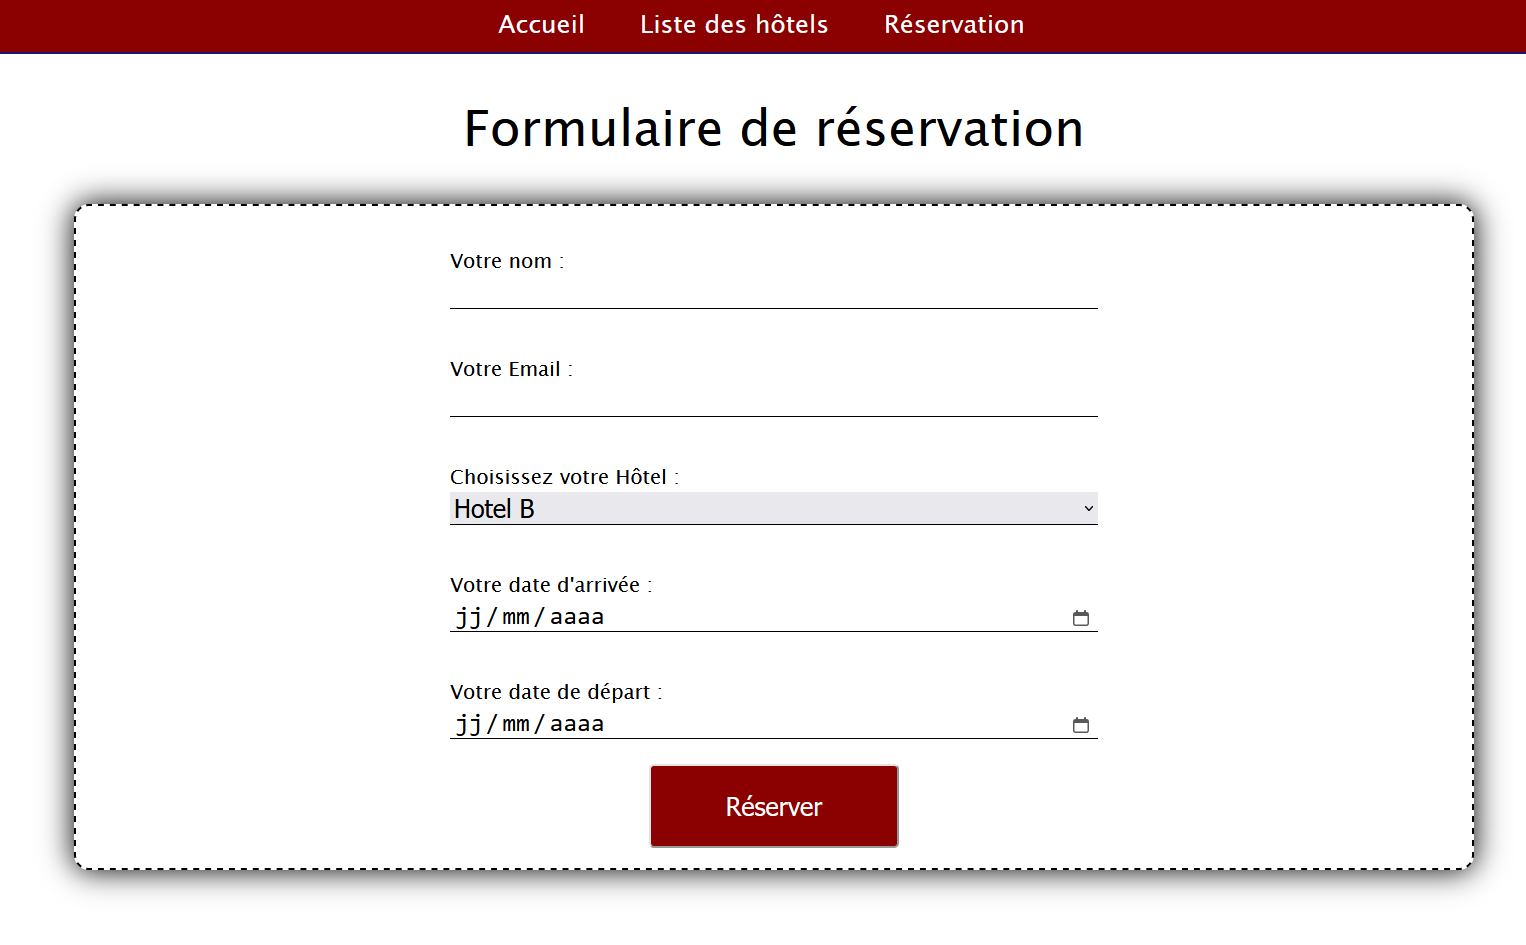 Accueil Liste des hôtels Réservation
Formulaire de réservation
Votre nom :
Votre Email :
Choisissez votre Hôtel :
Hotel B
Votre date d'arrivée :
jj/mm/aaaa
Votre date de départ :
jj/mm/aaaa
Réserver